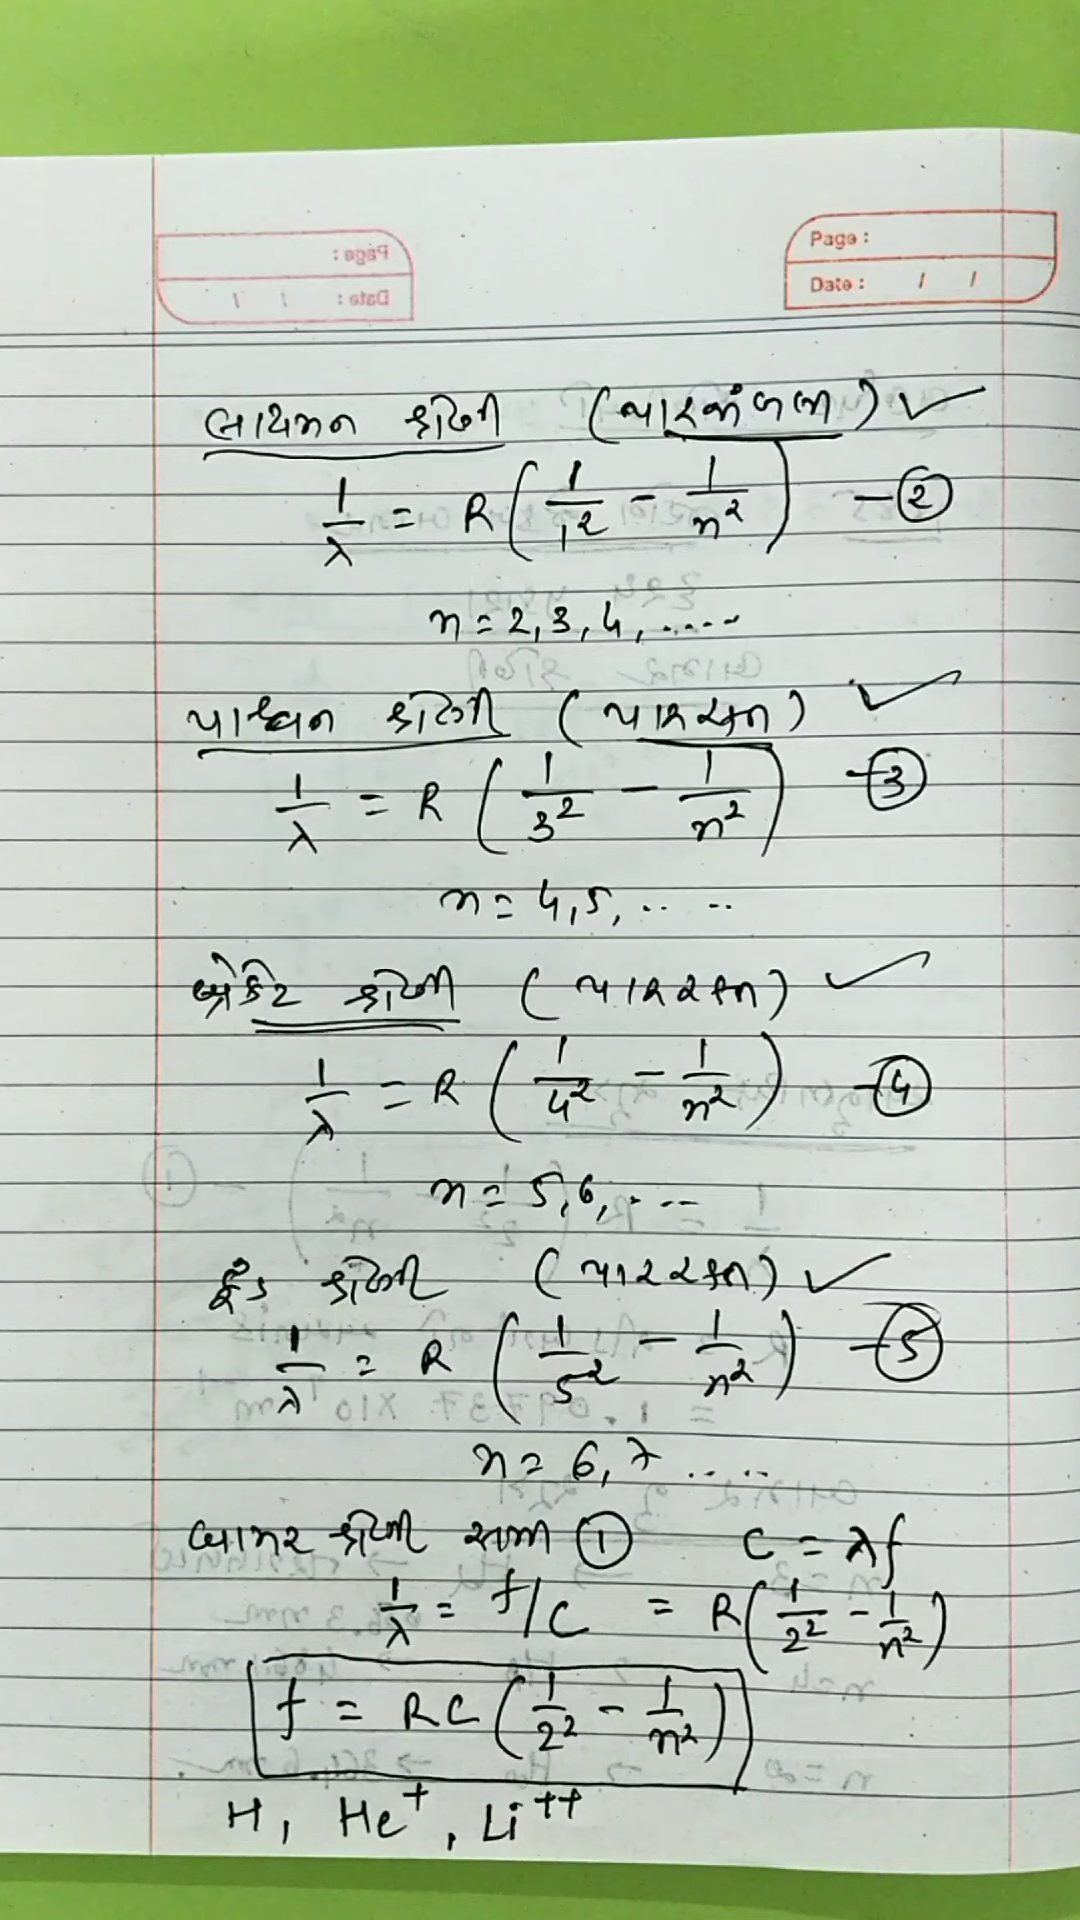 Page :
Date : / /
લાયમન શ્રેણી (પારજાંબલી) ✓
1/λ = R(1/1² − 1/n²) —②
n = 2,3,4,.....
પાશ્ચન શ્રેણી (પારરક્ત) ✓
1/λ = R(1/3² − 1/n²) —③
n = 4,5,.. ..
બ્રેકેટ શ્રેણી (પારરક્ત) ✓
1/λ = R(1/4² − 1/n²) —④
n = 5,6,....
ફુંડ શ્રેણી (પારરક્ત) ✓
1/λ = R(1/5² − 1/n²) —⑤
n = 6,7 .....
બામર શ્રેણી ① c = λf
1/λ = f/c = R(1/2² − 1/n²)
f = RC(1/2² − 1/n²)
H, He⁺, Li⁺⁺